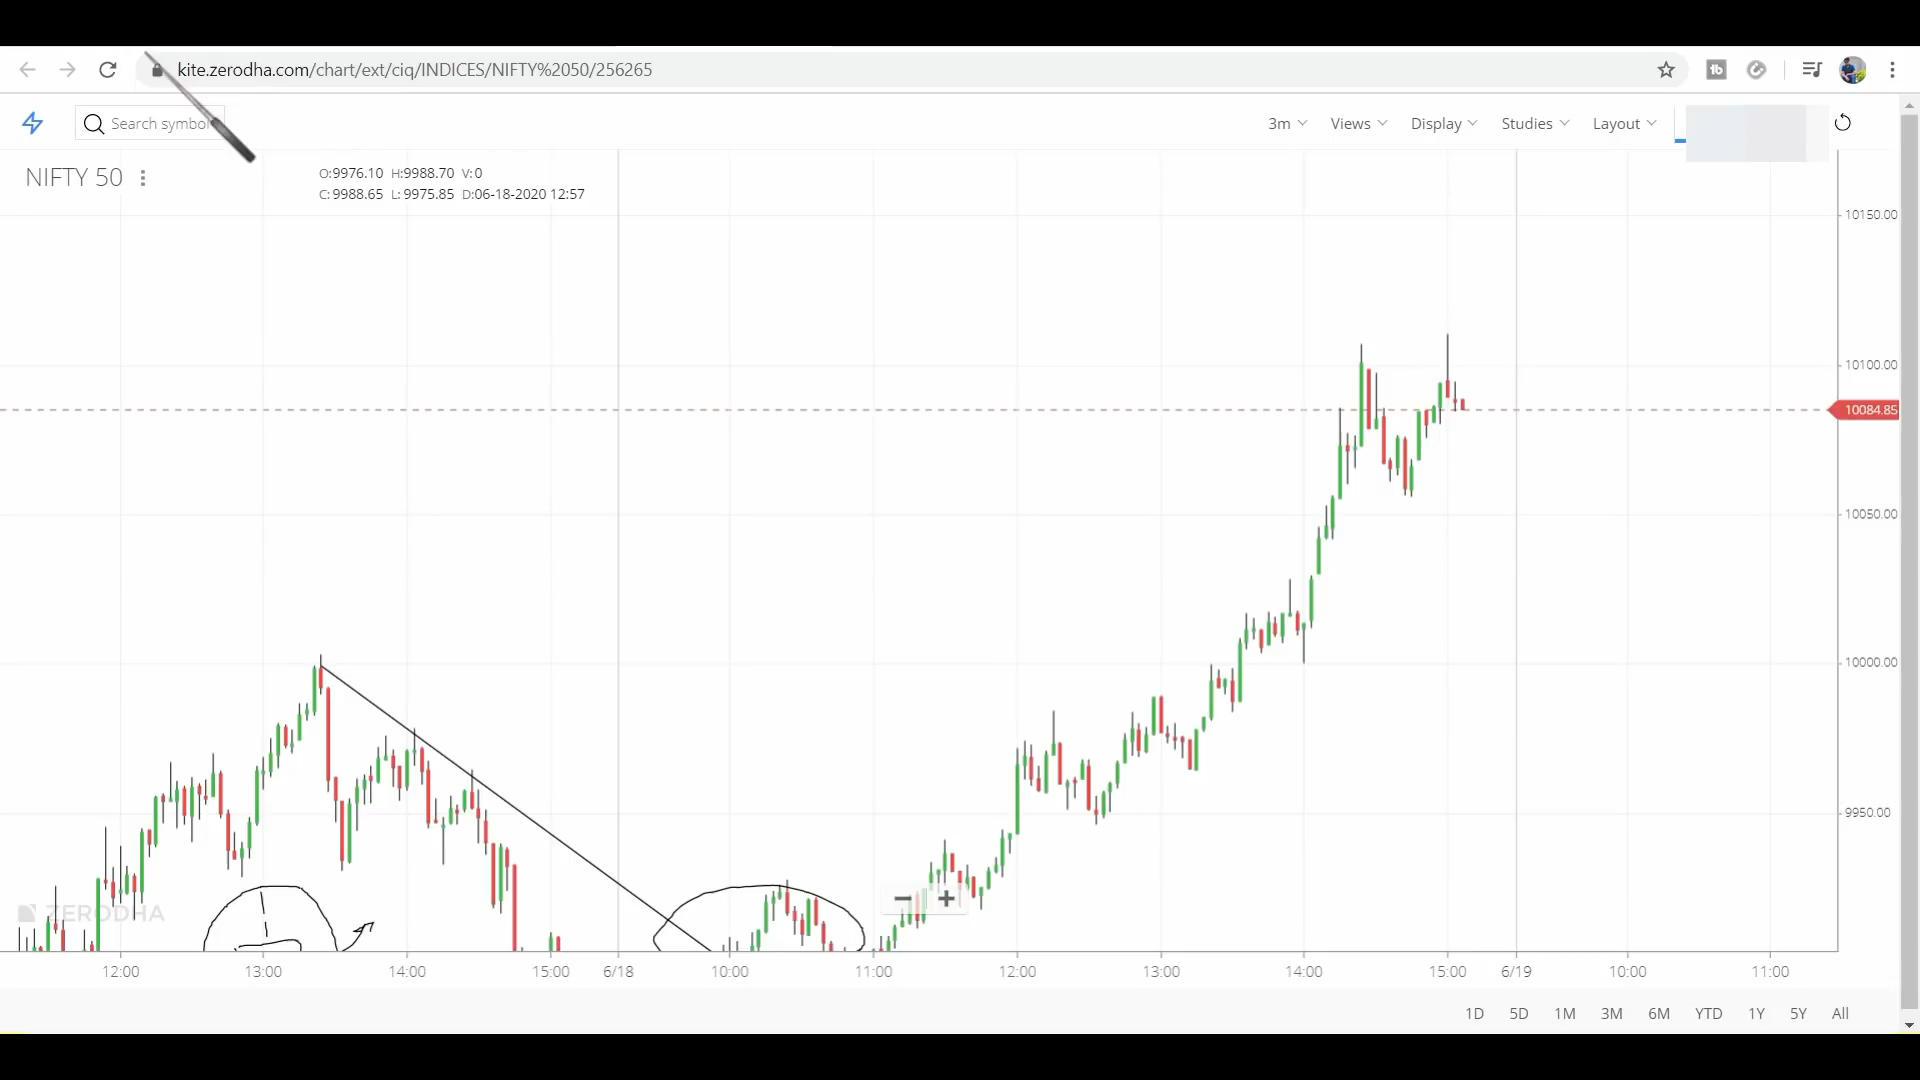 kite.zerodha.com/chart/ext/ciq/INDICES/NIFTY%2050/256265
tb
Search symbol
3m Views Display Studies Layout
NIFTY 50
O:9976.10 H:9988.70 V:0
C:9988.65 L:9975.85 D:06-18-2020 12:57
10150.00
10100.00
10084.85
10050.00
10000.00
9950.00
ZERODHA
12:00 13:00 14:00 15:00 6/18 10:00 11:00 12:00 13:00 14:00 15:00 6/19 10:00 11:00
1D 5D 1M 3M 6M YTD 1Y 5Y All